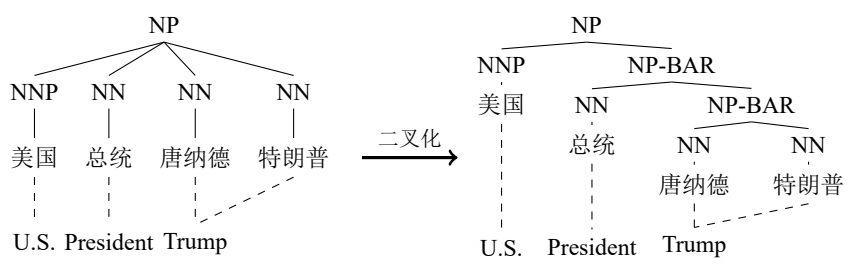 NP
NNP NN NN NN
美国 总统 唐纳德 特朗普
U.S. President Trump
二叉化
NP
NNP NP-BAR
美国 NN NP-BAR
总统 NN NN
唐纳德 特朗普
U.S. President Trump